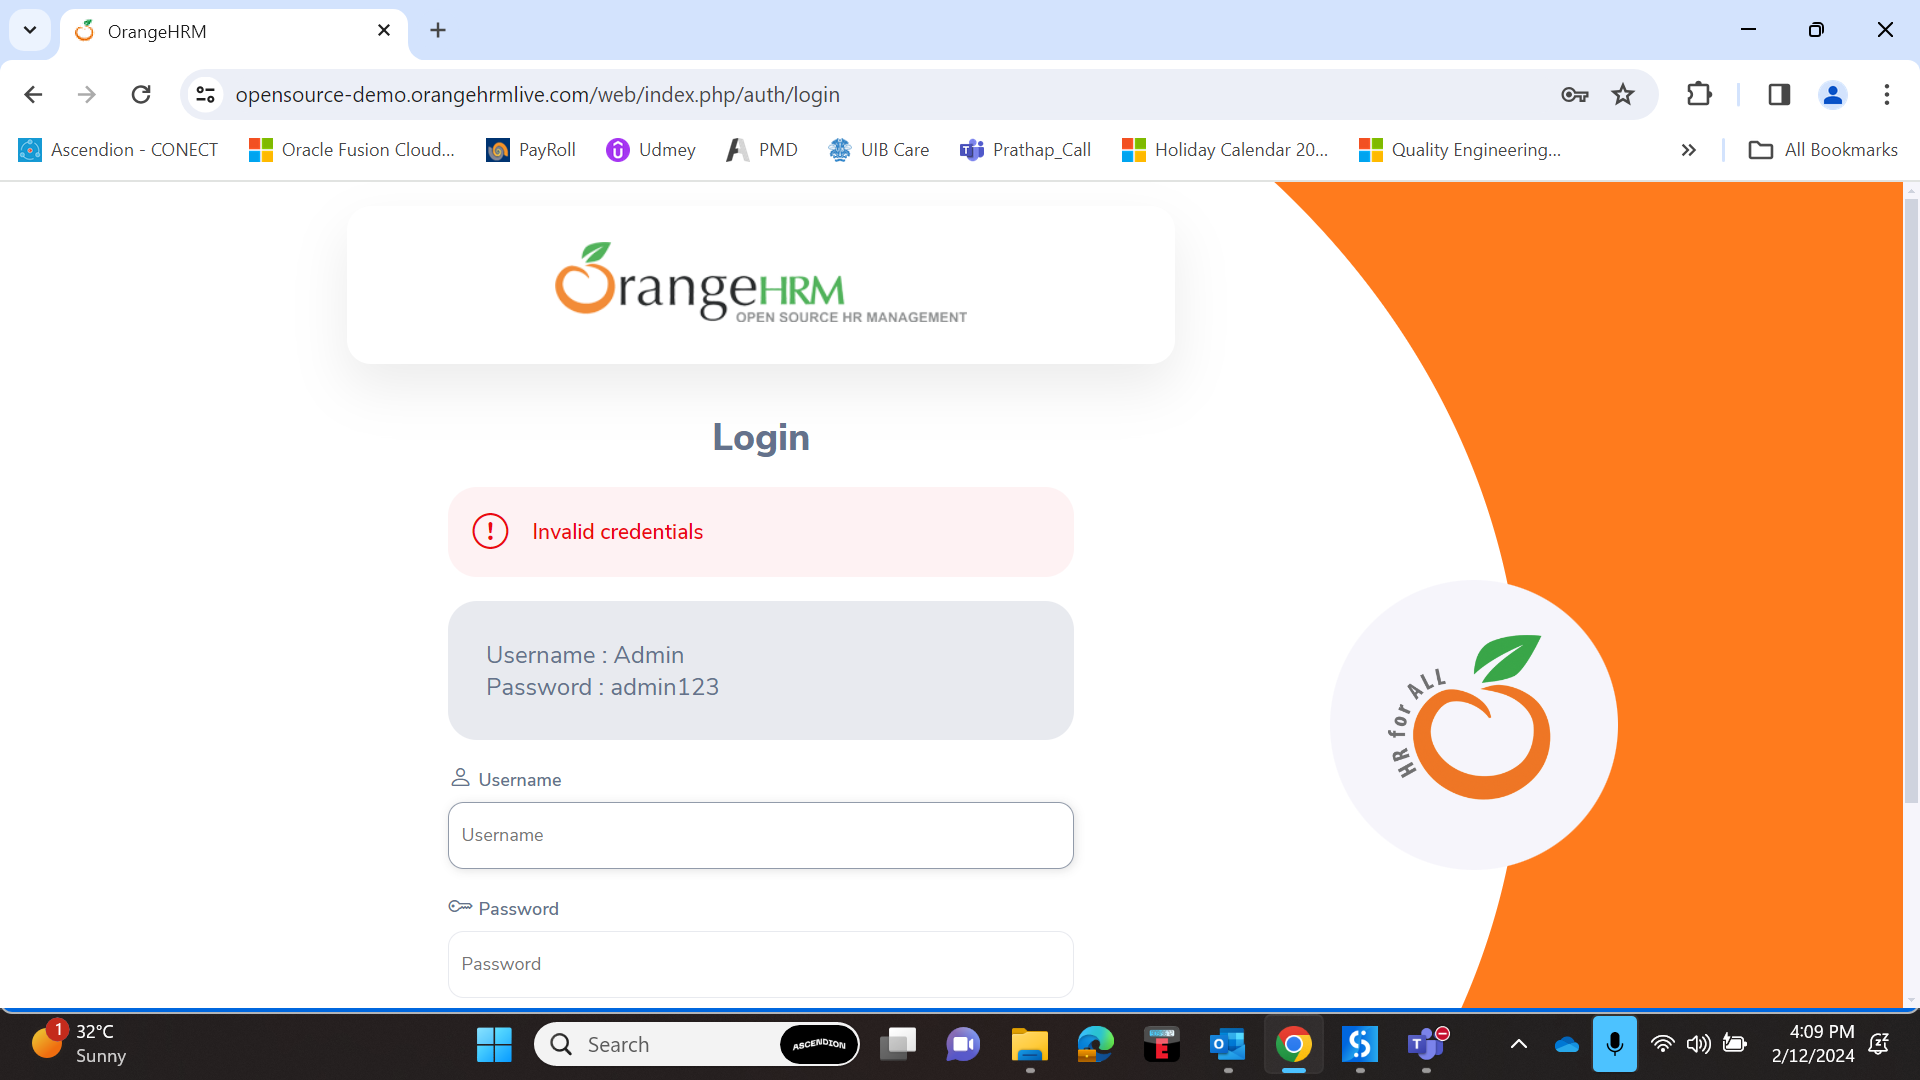 OrangeHRM
opensource-demo.orangehrmlive.com/web/index.php/auth/login
Ascendion - CONECT
Oracle Fusion Cloud...
PayRoll
Udmey
PMD
UIB Care
Prathap_Call
Holiday Calendar 20...
Quality Engineering...
All Bookmarks
OrangeHRM
OPEN SOURCE HR MANAGEMENT
Login
Invalid credentials
Username : Admin
Password : admin123
Username
Username
Password
Password
HR for ALL
1
32°C
Sunny
Search
ASCENDION
4:09 PM
2/12/2024